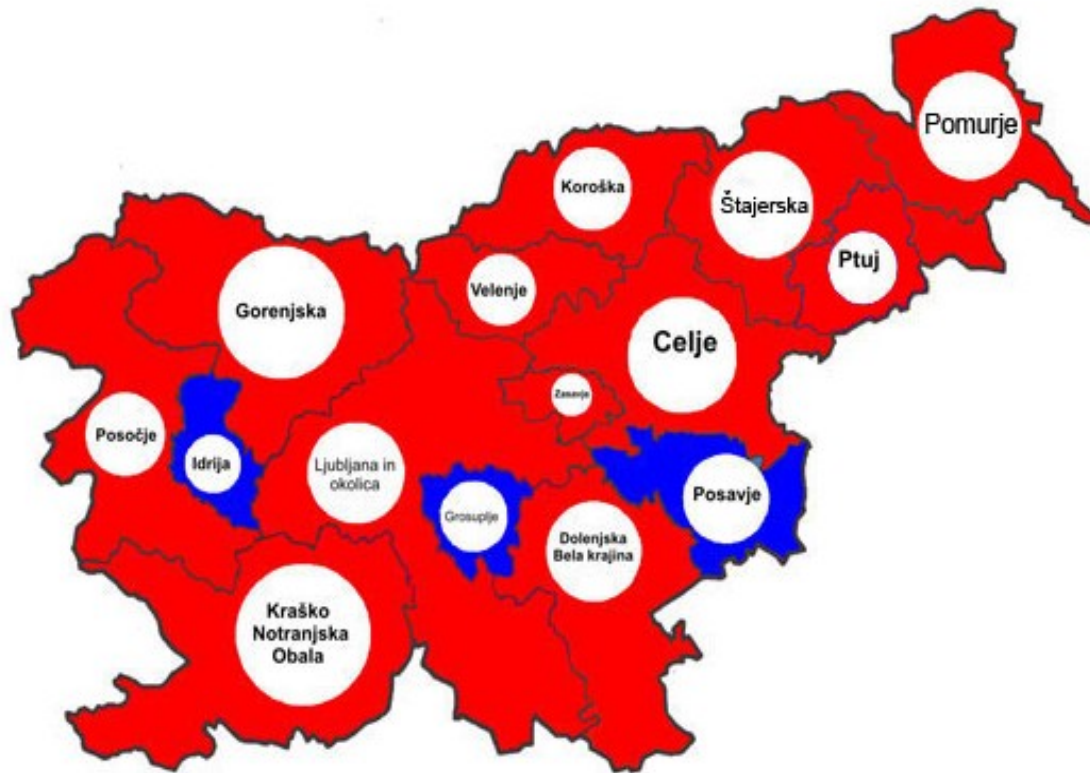 Pomurje
Koroška
Štajerska
Ptuj
Velenje
Gorenjska
Celje
Zasavje
Posočje
Idrija
Ljubljana in
okolica
Grosuplje
Posavje
Dolenjska
Bela krajina
Kraško
Notranjska
Obala